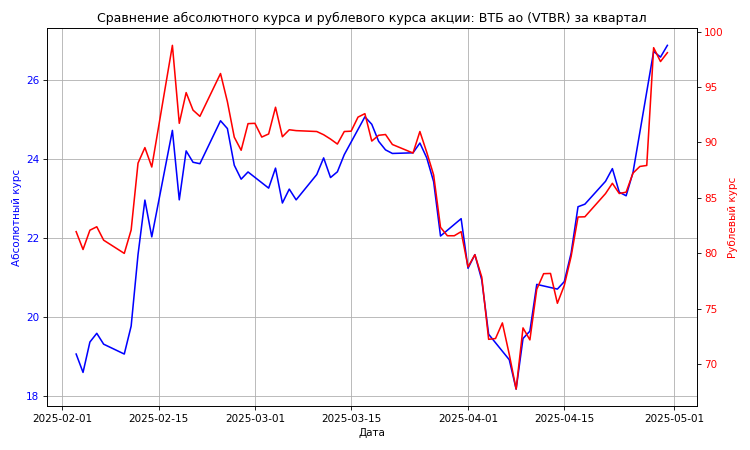 Сравнение абсолютного курса и рублевого курса акции: ВТБ ао (VTBR) за квартал
Абсолютный курс
26
24
22
20
18
100
95
90
85
80
75
70
Рублевый курс
2025-02-01 2025-02-15 2025-03-01 2025-03-15 2025-04-01 2025-04-15 2025-05-01
Дата